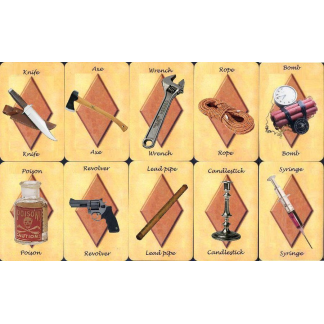 Knife
Axe
Wrench
Rope
Bomb
Knife
Axe
Wrench
Rope
Bomb
Poison
Revolver
Lead pipe
Candlestick
Syringe
POISON
Poison
Revolver
Lead pipe
Candlestick
Syringe